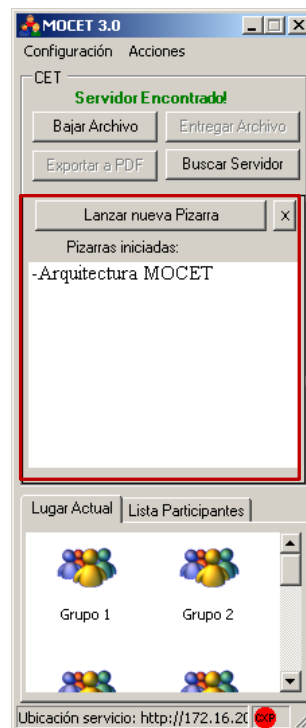 MOCET 3.0
Configuración Acciones
CET
Servidor Encontrado!
Bajar Archivo Entregar Archivo
Exportar a PDF Buscar Servidor
Lanzar nueva Pizarra x
Pizarras iniciadas:
-Arquitectura MOCET
Lugar Actual Lista Participantes
Grupo 1 Grupo 2
Ubicación servicio: http://172.16.20 CXP